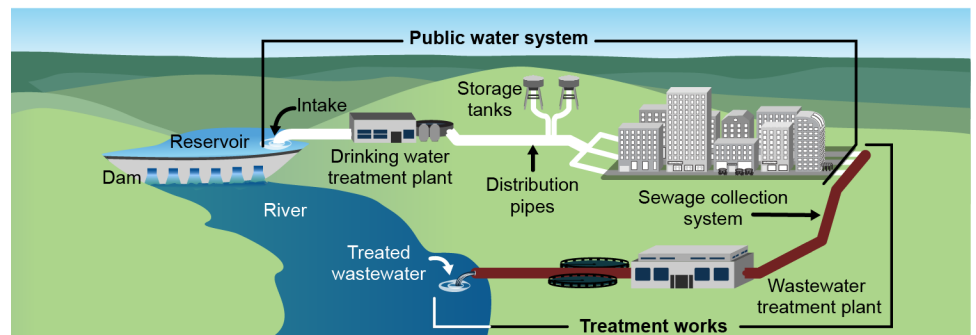 Public water system
Intake
Storage
tanks
Reservoir
Drinking water
treatment plant
Dam
Distribution
pipes
Sewage collection
system
River
Treated
wastewater
Wastewater
treatment plant
Treatment works